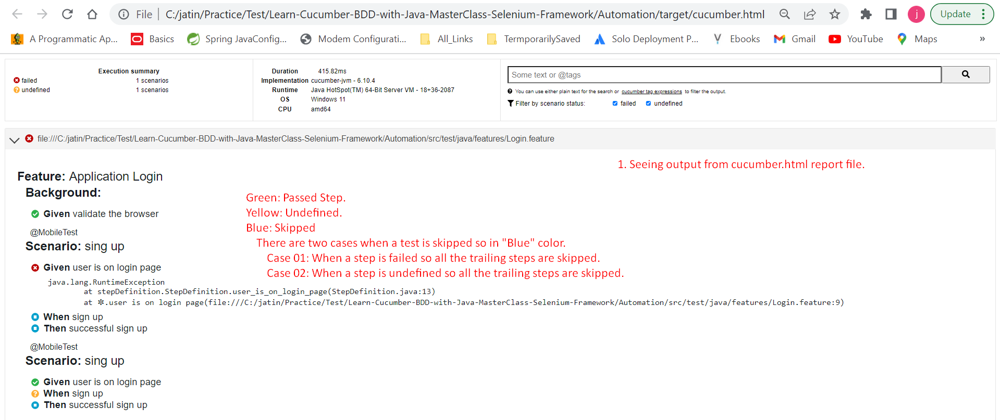 File | C:/jatin/Practice/Test/Learn-Cucumber-BDD-with-Java-MasterClass-Selenium-Framework/Automation/target/cucumber.html j Update
A Programmatic Ap... Basics Spring JavaConfig... Modem Configurati... All_Links TermporarilySaved Solo Deployment P... Ebooks Gmail YouTube Maps »
Execution summary
failed 1 scenarios
undefined 1 scenarios
Duration 415.82ms
Implementation cucumber-jvm - 6.10.4
Runtime Java HotSpot(TM) 64-Bit Server VM - 18+36-2087
OS Windows 11
CPU amd64
Some text or @tags
You can use either plain text for the search or cucumber tag expressions to filter the output.
Filter by scenario status: failed undefined
file:///C:/jatin/Practice/Test/Learn-Cucumber-BDD-with-Java-MasterClass-Selenium-Framework/Automation/src/test/java/features/Login.feature
1. Seeing output from cucumber.html report file.
Feature: Application Login
Background:
Given validate the browser
Green: Passed Step.
Yellow: Undefined.
Blue: Skipped
There are two cases when a test is skipped so in "Blue" color.
Case 01: When a step is failed so all the trailing steps are skipped.
Case 02: When a step is undefined so all the trailing steps are skipped.
@MobileTest
Scenario: sing up
Given user is on login page
java.lang.RuntimeException
at stepDefinition.StepDefinition.user_is_on_login_page(StepDefinition.java:13)
at ✽.user is on login page(file:///C:/jatin/Practice/Test/Learn-Cucumber-BDD-with-Java-MasterClass-Selenium-Framework/Automation/src/test/java/features/Login.feature:9)
When sign up
Then successful sign up
@MobileTest
Scenario: sing up
Given user is on login page
When sign up
Then successful sign up